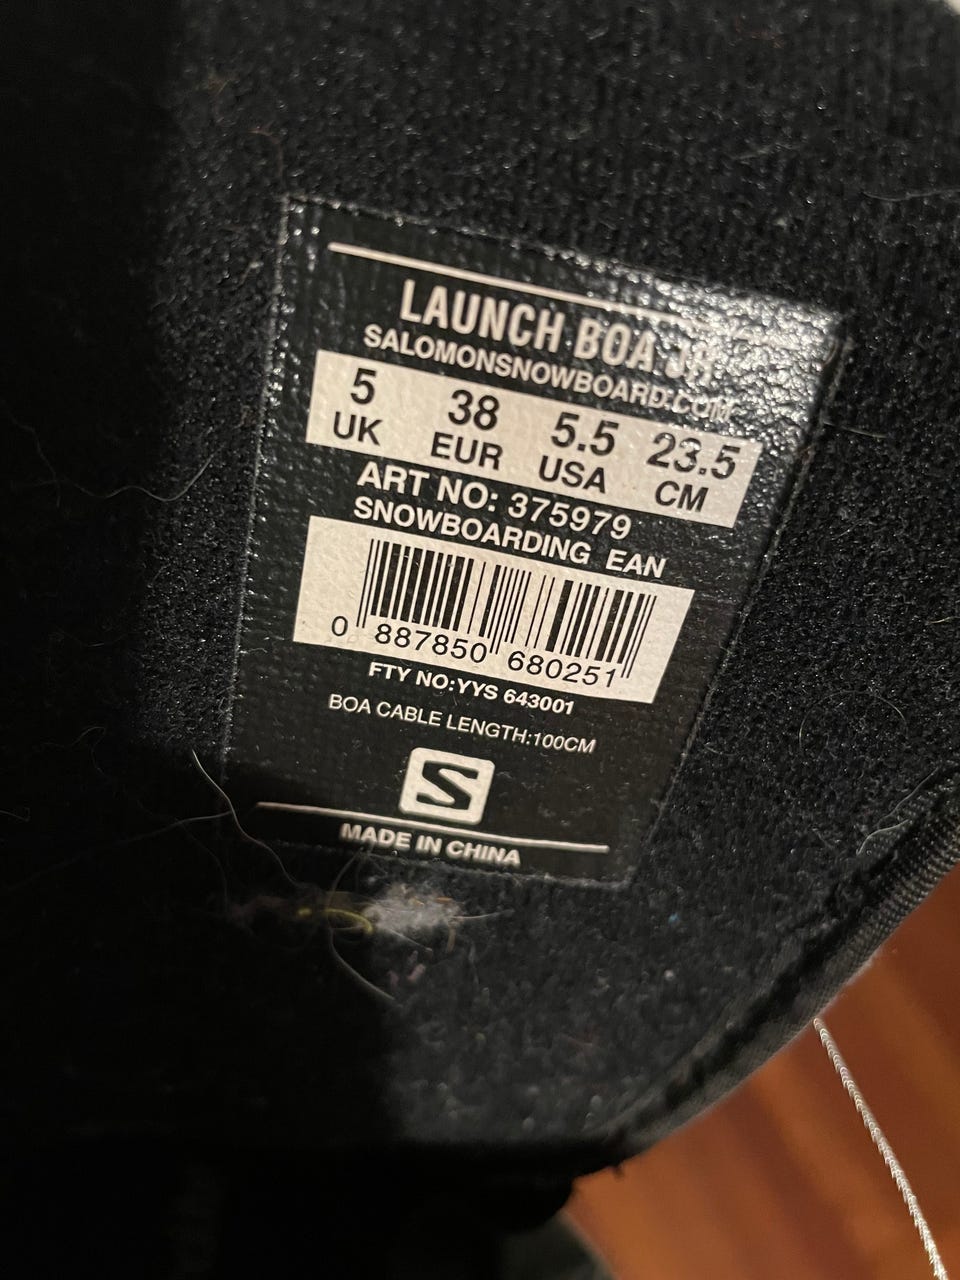 LAUNCH BOA JR
SALOMONSNOWBOARD.COM
5 38 5.5 23.5
UK EUR USA CM
ART NO: 375979
SNOWBOARDING EAN
0 887850 680251
FTY NO:YYS 643001
BOA CABLE LENGTH:100CM
S
MADE IN CHINA